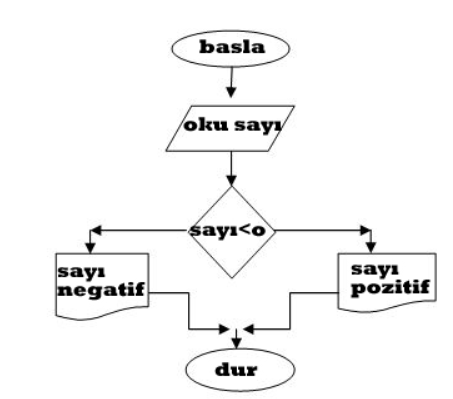 basla
oku sayı
sayı<o
sayı
negatif
sayı
pozitif
dur